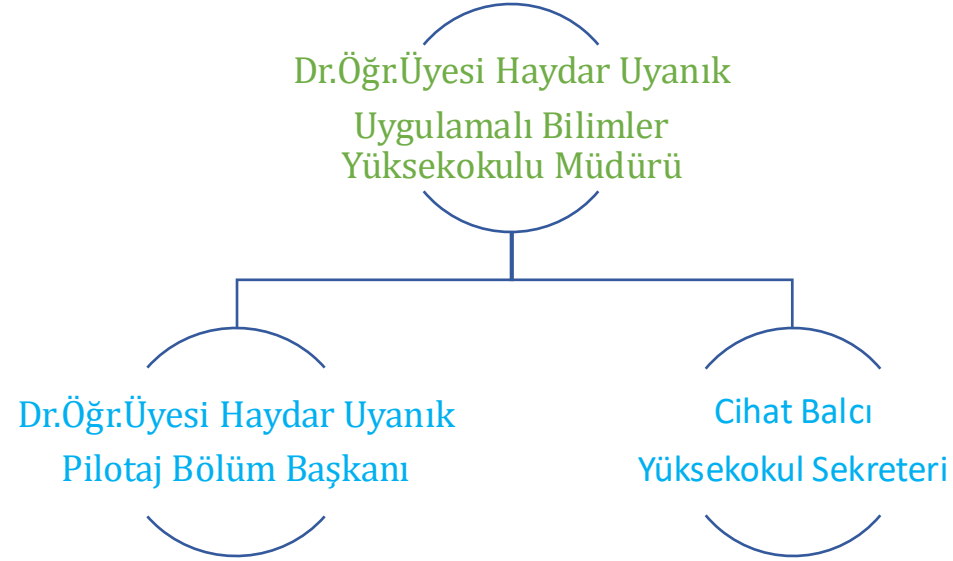 Dr.Öğr.Üyesi Haydar Uyanık
Uygulamalı Bilimler
Yüksekokulu Müdürü
Dr.Öğr.Üyesi Haydar Uyanık
Pilotaj Bölüm Başkanı
Cihat Balcı
Yüksekokul Sekreteri